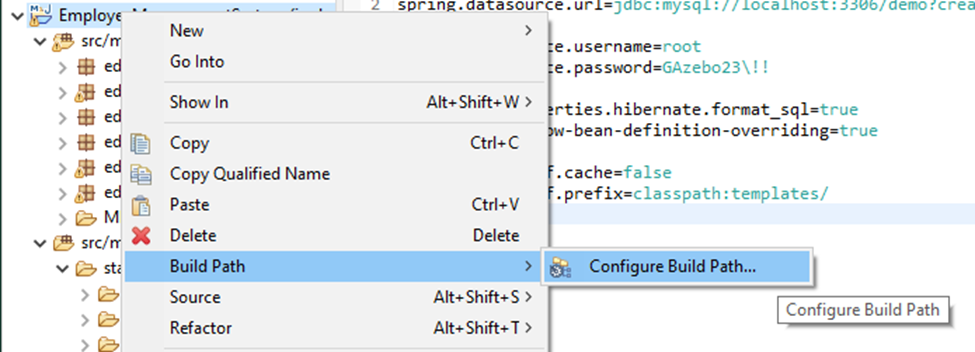 2 spring.datasource.url=jdbc:mysql://localhost:3306/demo?crea
Employe
src/m
New
ce.username=root
Go Into
ce.password=GAzebo23\!!
ed
Show In Alt+Shift+W
ed
erties.hibernate.format_sql=true
ed
Copy Ctrl+C
ow-bean-definition-overriding=true
ed
Copy Qualified Name
ed
f.cache=false
ed
Paste Ctrl+V
f.prefix=classpath:templates/
M
Delete Delete
src/m
Build Path
Configure Build Path...
sta
Source Alt+Shift+S
Configure Build Path
Refactor Alt+Shift+T